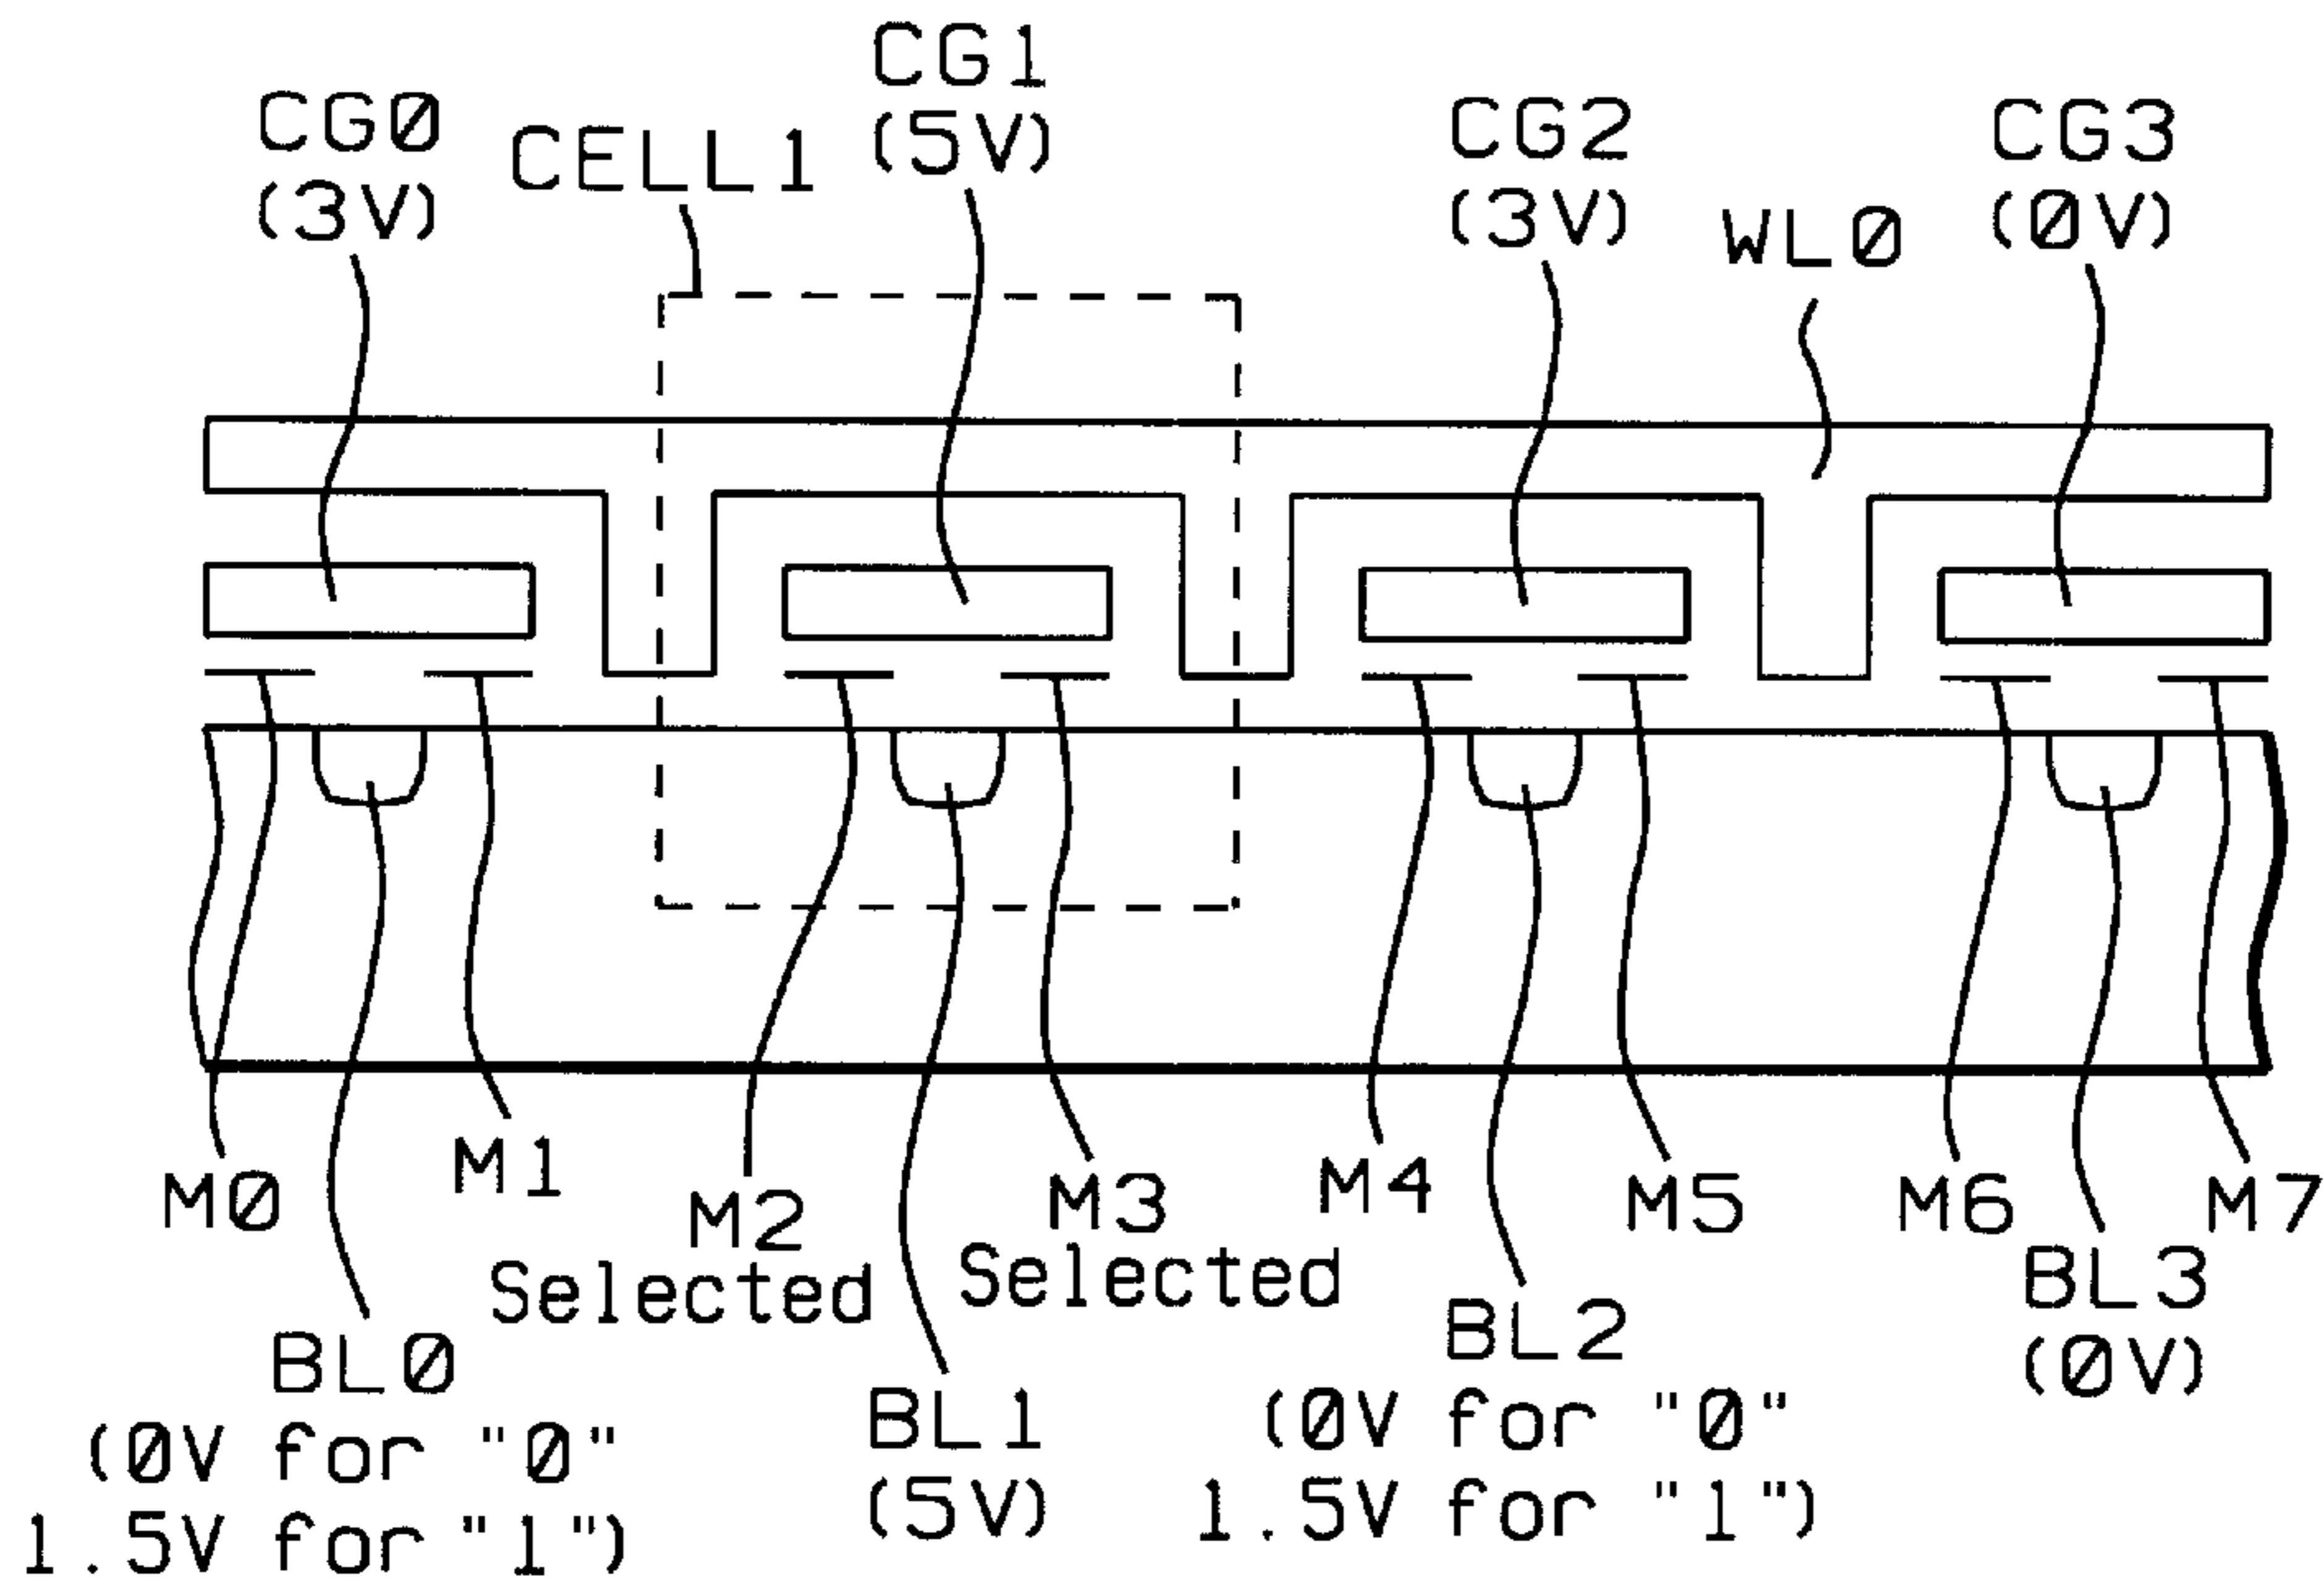 CG0
(3V)
CELL1
CG1
(5V)
CG2
(3V)
WL0
CG3
(0V)
M0
M1
M2
Selected
M3
Selected
M4
M5
M6
M7
BL0
(0V for "0"
1.5V for "1")
BL1
(5V)
BL2
(0V for "0"
1.5V for "1")
BL3
(0V)